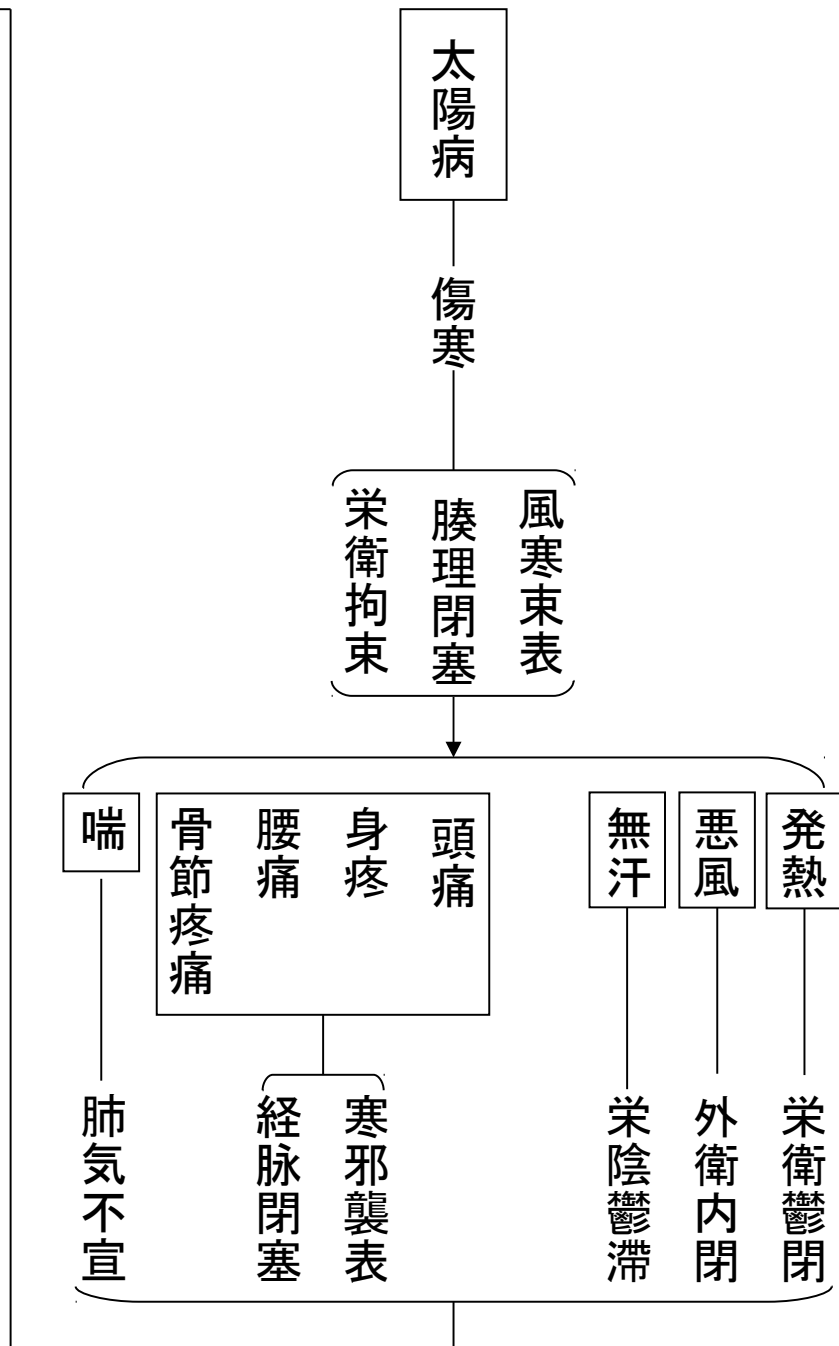 太陽病
傷寒
風寒束表
腠理閉塞
栄衛拘束
発熱
悪風
無汗
頭痛
身疼
腰痛
骨節疼痛
喘
栄衛鬱閉
外衛内閉
栄陰鬱滞
寒邪襲表
経脉閉塞
肺気不宣